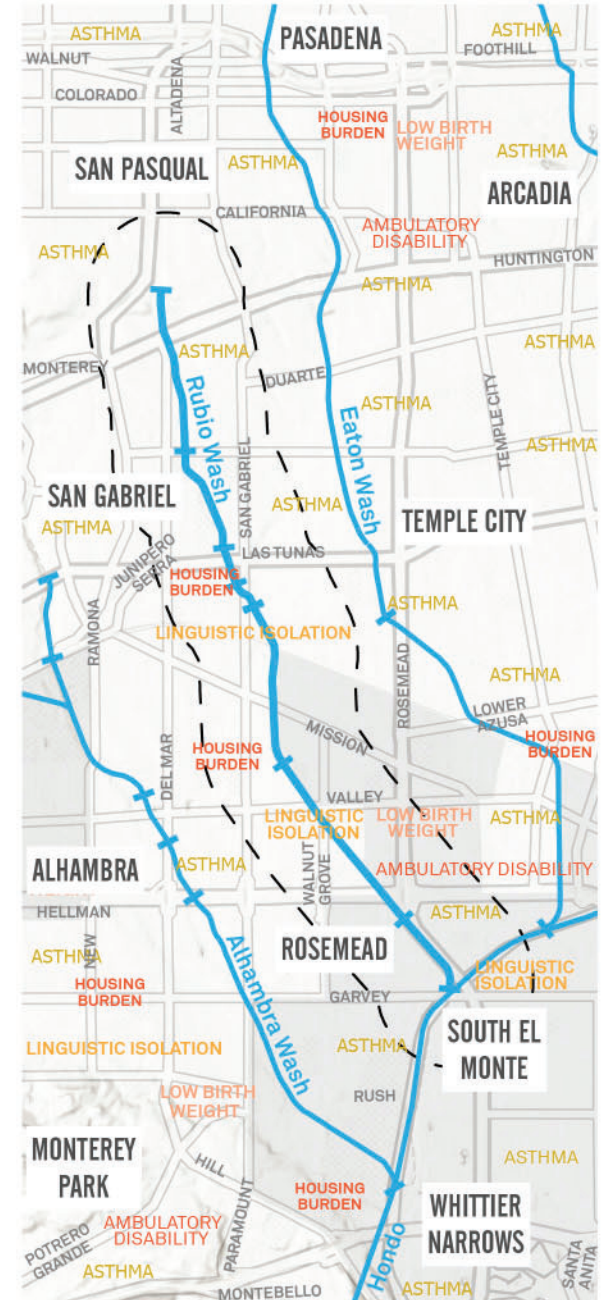 ASTHMA
PASADENA
ASTHMA
WALNUT
FOOTHILL
COLORADO
ALTADENA
HOUSING
BURDEN
LOW BIRTH
WEIGHT
ASTHMA
SAN PASQUAL
ASTHMA
ARCADIA
CALIFORNIA
AMBULATORY
DISABILITY
ASTHMA
HUNTINGTON
ASTHMA
ASTHMA
ASTHMA
MONTEREY
DUARTE
Rubio Wash
Eaton Wash
ASTHMA
TEMPLE CITY
SAN GABRIEL
ASTHMA
SAN GABRIEL
ASTHMA
TEMPLE CITY
ASTHMA
JUNIPERO
SERRA
LAS TUNAS
HOUSING
BURDEN
ASTHMA
RAMONA
LINGUISTIC ISOLATION
ROSEMEAD
ASTHMA
LOWER
AZUSA
MISSION
HOUSING
BURDEN
HOUSING
BURDEN
DEL MAR
VALLEY
LINGUISTIC
ISOLATION
LOW BIRTH
WEIGHT
ASTHMA
ALHAMBRA
ASTHMA
WALNUT
GROVE
AMBULATORY DISABILITY
HELLMAN
ASTHMA
NEW
ASTHMA
Alhambra Wash
ROSEMEAD
HOUSING
BURDEN
LINGUISTIC
ISOLATION
GARVEY
LINGUISTIC ISOLATION
ASTHMA
SOUTH EL
MONTE
LOW BIRTH
WEIGHT
RUSH
MONTEREY
PARK
HILL
ASTHMA
HOUSING
BURDEN
WHITTIER
NARROWS
POTRERO
GRANDE
AMBULATORY
DISABILITY
PARAMOUNT
ASTHMA
Hondo
SANTA
ANITA
MONTEBELLO
ASTHMA